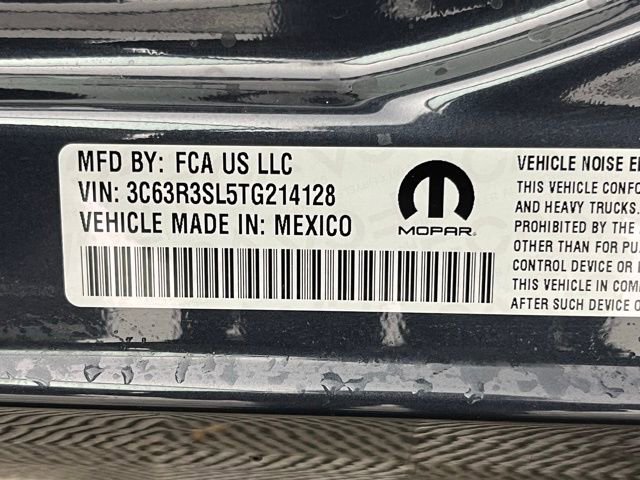 MFD BY: FCA US LLC
VIN: 3C63R3SL5TG214128
VEHICLE MADE IN: MEXICO
MOPAR
VEHICLE NOISE E
THIS VEHICLE CONFO
AND HEAVY TRUCKS.
PROHIBITED BY THE
OTHER THAN FOR PU
CONTROL DEVICE OR
THIS VEHICLE IN COM
AFTER SUCH DEVICE O